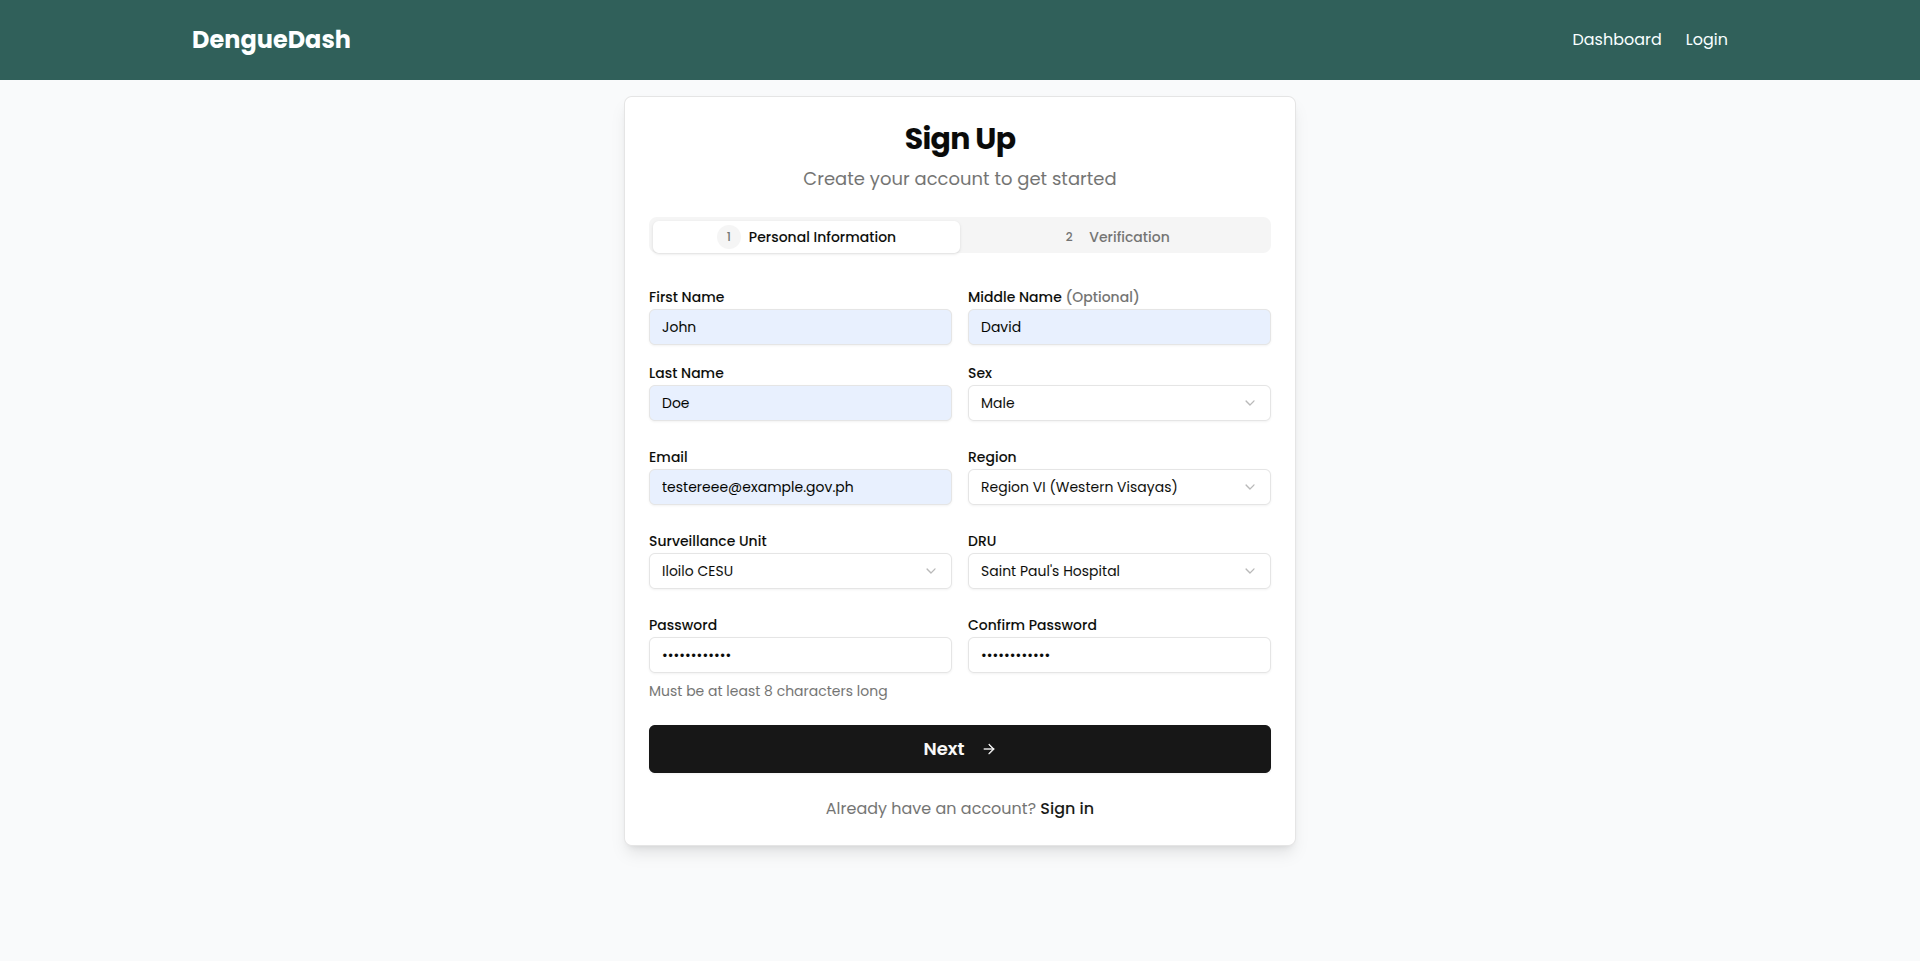 DengueDash
Dashboard Login
Sign Up
Create your account to get started
1 Personal Information 2 Verification
First Name Middle Name (Optional)
John David
Last Name Sex
Doe Male
Email Region
testereee@example.gov.ph Region VI (Western Visayas)
Surveillance Unit DRU
Iloilo CESU Saint Paul's Hospital
Password Confirm Password
•••••••••••• ••••••••••••
Must be at least 8 characters long
Next →
Already have an account? Sign in